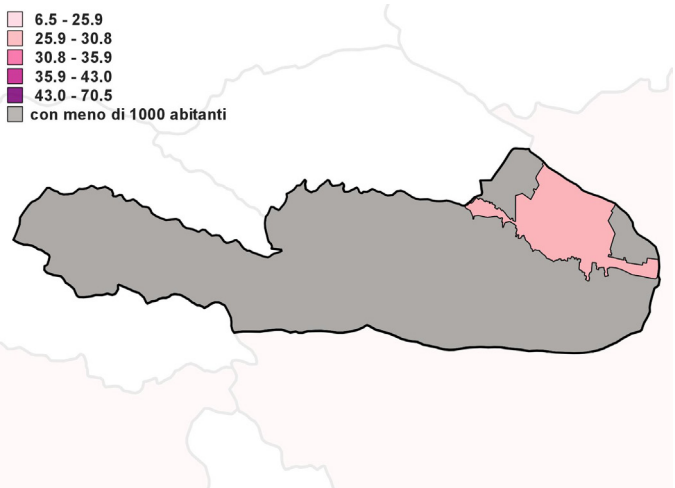 6.5 - 25.9
25.9 - 30.8
30.8 - 35.9
35.9 - 43.0
43.0 - 70.5
con meno di 1000 abitanti